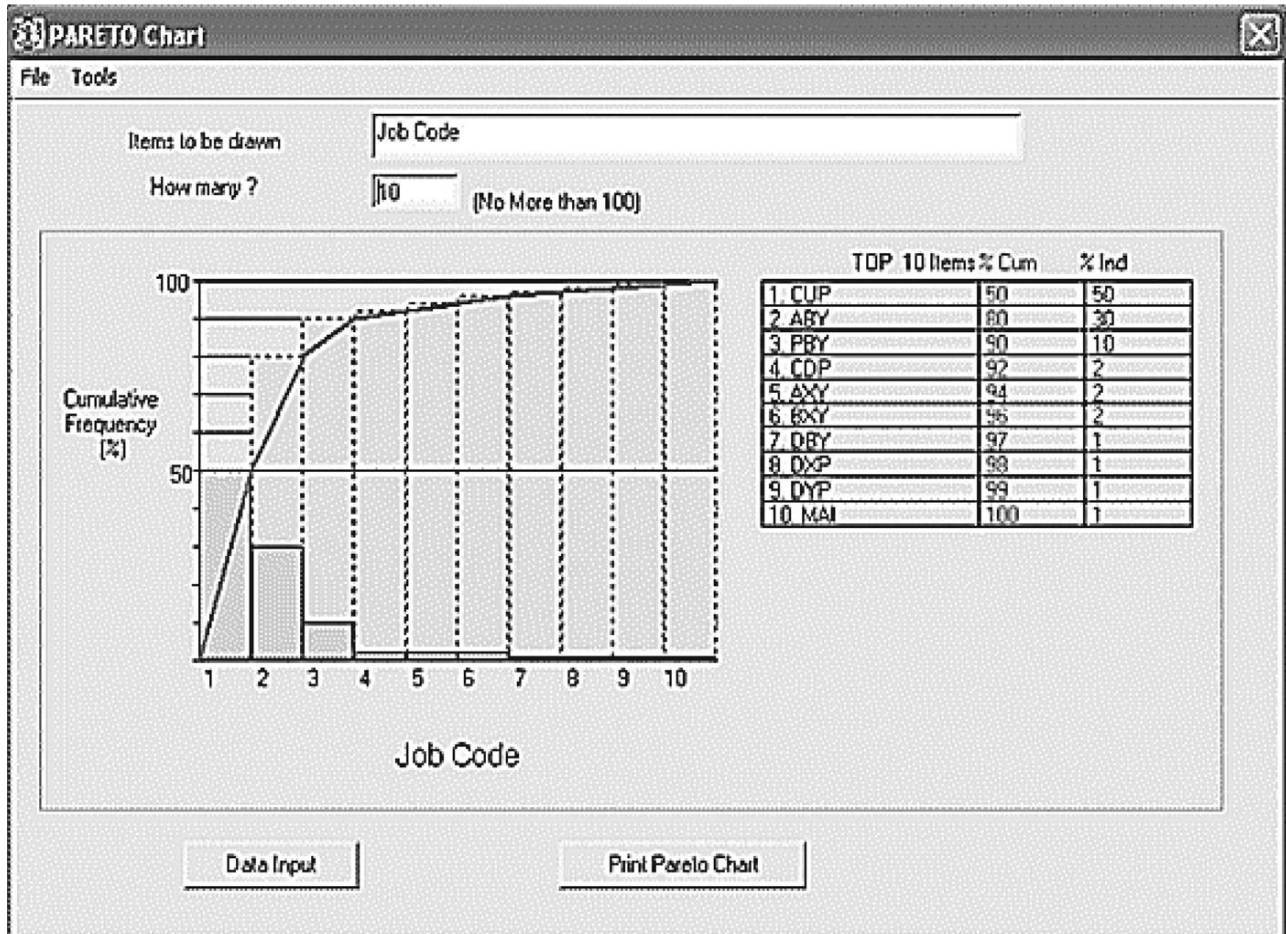 PARETO Chart
File Tools
Items to be drawn Job Code
How many ? 10 (No More than 100)
TOP 10 Items % Cum % Ind
1. CUP 50 50
2. ABY 80 30
3. PBY 90 10
4. CDP 92 2
5. AXY 94 2
6. BXY 96 2
7. DBY 97 1
8. DXP 98 1
9. DYP 99 1
10. MAI 100 1
100
Cumulative
Frequency
[%]
50
1 2 3 4 5 6 7 8 9 10
Job Code
Data Input Print Pareto Chart